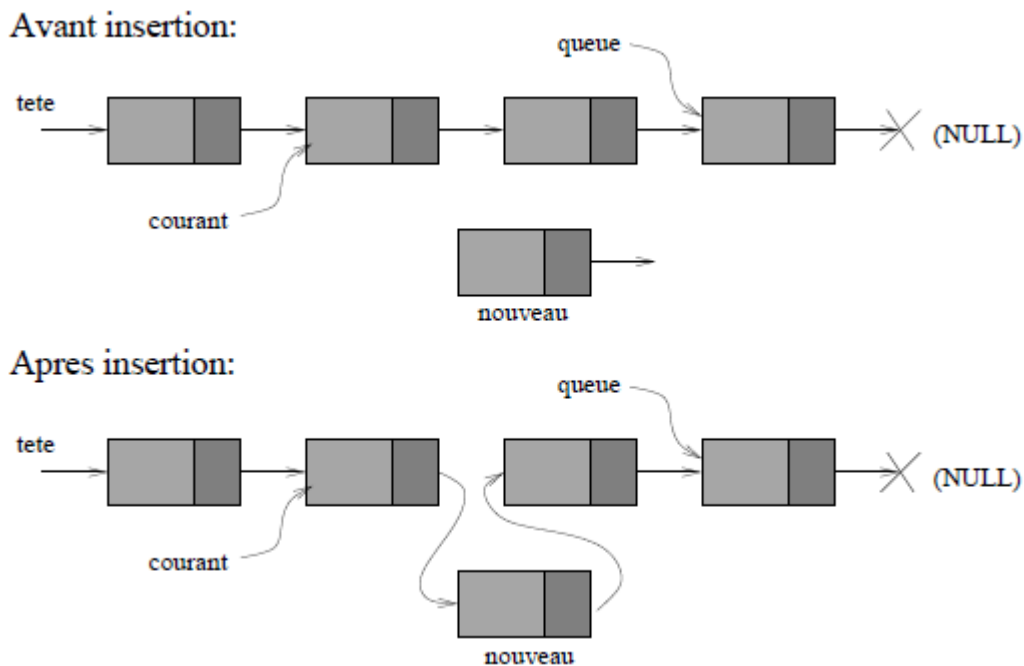 Avant insertion:
queue
tete
(NULL)
courant
nouveau
Apres insertion:
queue
tete
(NULL)
courant
nouveau